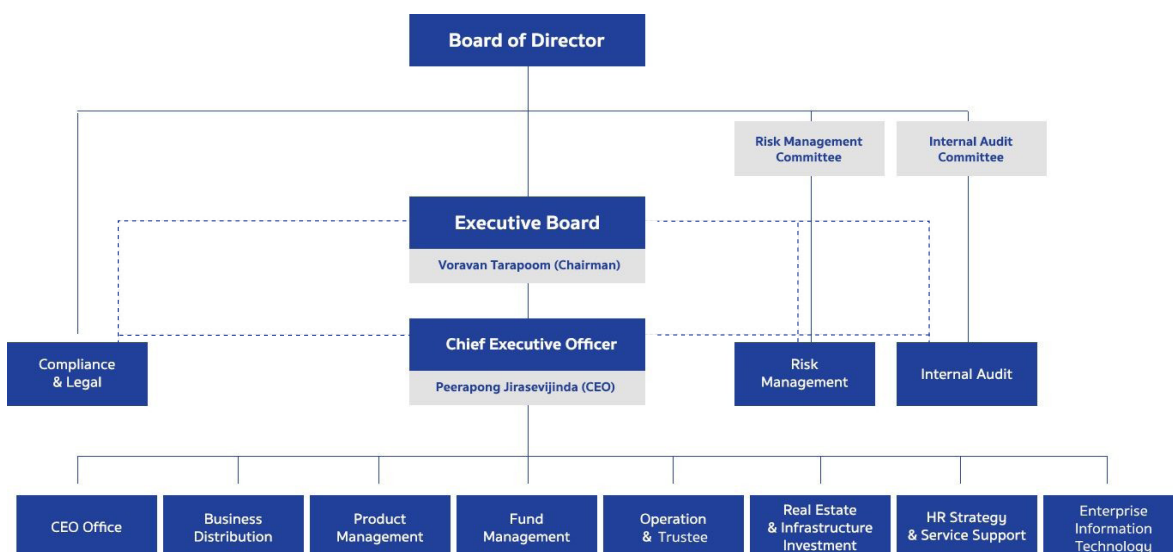 Board of Director
Risk Management
Committee
Internal Audit
Committee
Executive Board
Voravan Tarapoom (Chairman)
Chief Executive Officer
Peerapong Jirasevijinda (CEO)
Compliance
& Legal
Risk
Management
Internal Audit
CEO Office
Business
Distribution
Product
Management
Fund
Management
Operation
& Trustee
Real Estate
& Infrastructure
Investment
HR Strategy
& Service Support
Enterprise
Information
Technology